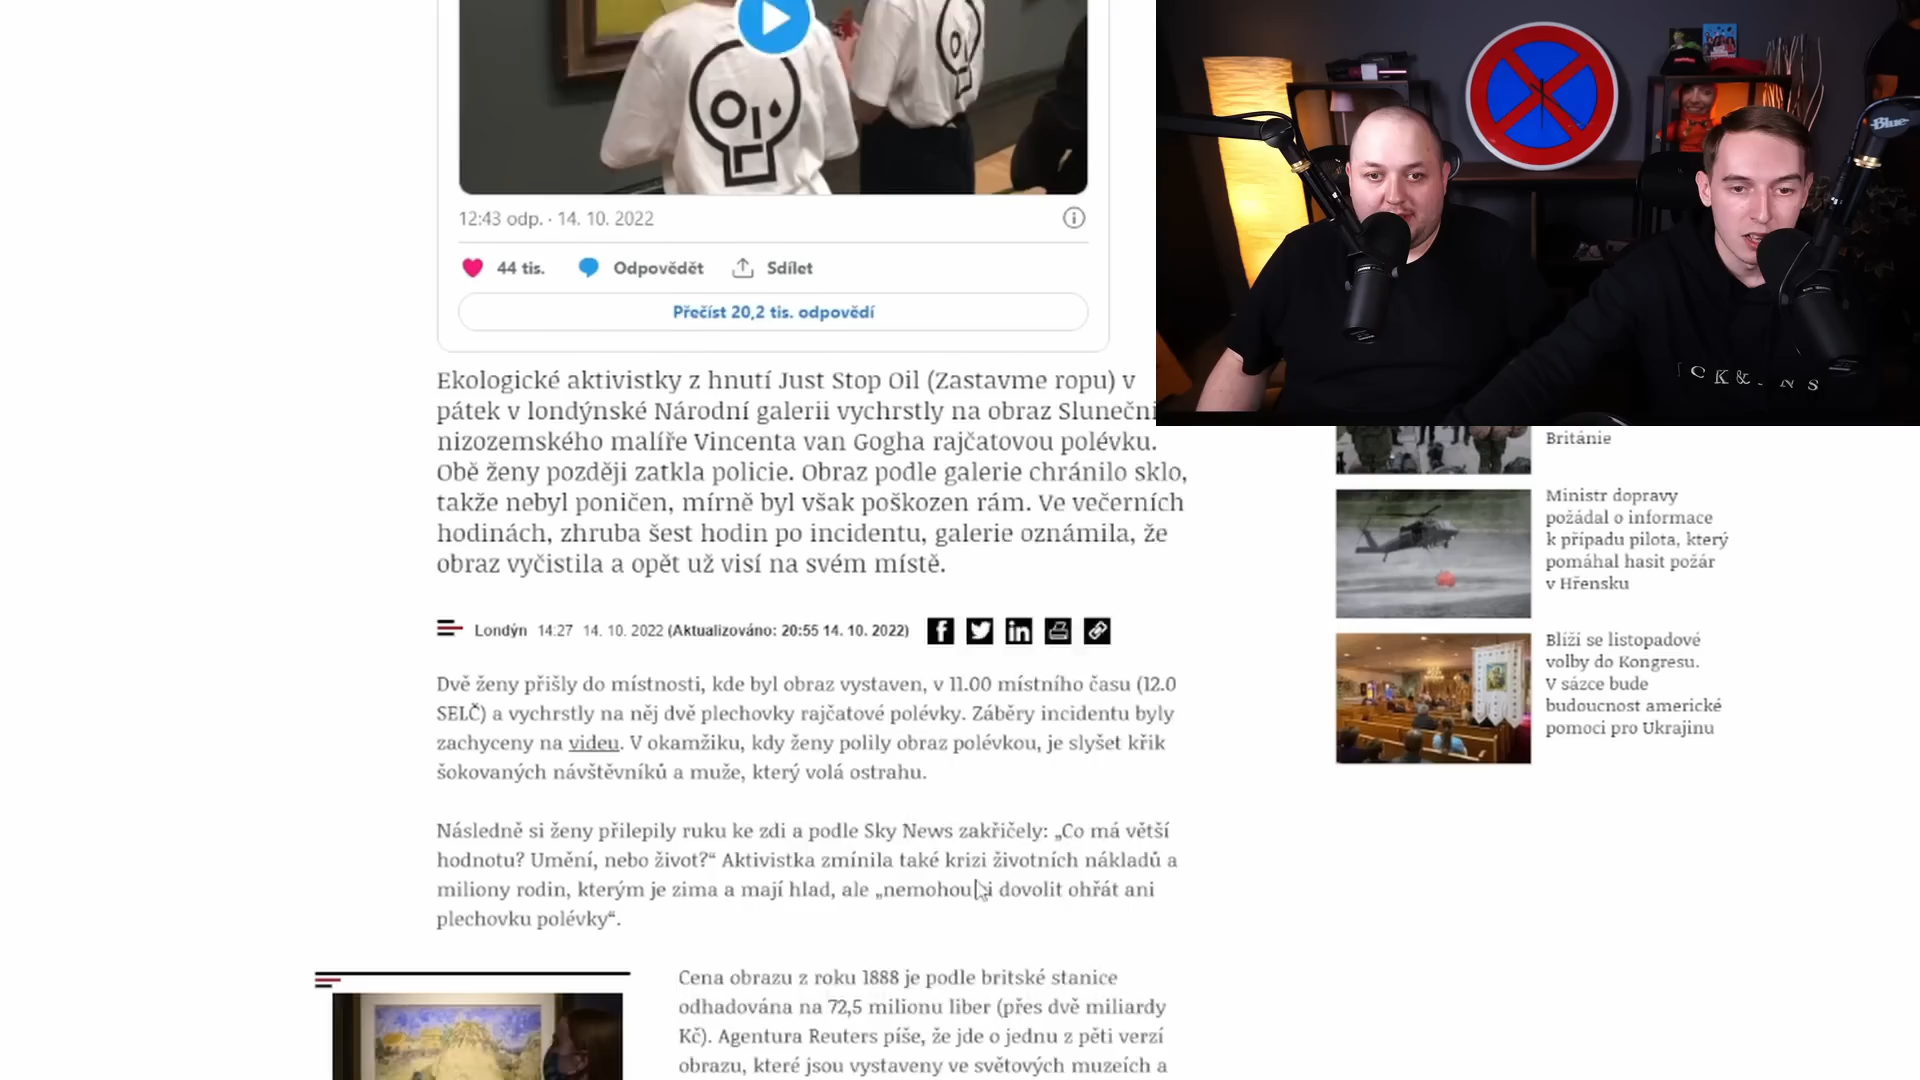 12:43 odp. · 14. 10. 2022
44 tis. Odpovědět Sdílet
Přečíst 20,2 tis. odpovědí
Ekologické aktivistky z hnutí Just Stop Oil (Zastavme ropu) v
pátek v londýnské Národní galerii vychrstly na obraz Slunečni
nizozemského malíře Vincenta van Gogha rajčatovou polévku.
Obě ženy později zatkla policie. Obraz podle galerie chránilo sklo,
takže nebyl poničen, mírně byl však poškozen rám. Ve večerních
hodinách, zhruba šest hodin po incidentu, galerie oznámila, že
obraz vyčistila a opět už visí na svém místě.
Londýn 14:27 14. 10. 2022 (Aktualizováno: 20:55 14. 10. 2022)
Dvě ženy přišly do místnosti, kde byl obraz vystaven, v 11.00 místního času (12.0
SELČ) a vychrstly na něj dvě plechovky rajčatové polévky. Záběry incidentu byly
zachyceny na videu. V okamžiku, kdy ženy polily obraz polévkou, je slyšet křik
šokovaných návštěvníků a muže, který volá ostrahu.
Následně si ženy přilepily ruku ke zdi a podle Sky News zakřičely: „Co má větší
hodnotu? Umění, nebo život?“ Aktivistka zmínila také krizi životních nákladů a
miliony rodin, kterým je zima a mají hlad, ale „nemohou si dovolit ohřát ani
plechovku polévky“.
Cena obrazu z roku 1888 je podle britské stanice
odhadována na 72,5 milionu liber (přes dvě miliardy
Kč). Agentura Reuters píše, že jde o jednu z pěti verzí
obrazu, které jsou vystaveny ve světových muzeích a
Británie
Ministr dopravy
požádal o informace
k případu pilota, který
pomáhal hasit požár
v Hřensku
Blíží se listopadové
volby do Kongresu.
V sázce bude
budoucnost americké
pomoci pro Ukrajinu
Blue